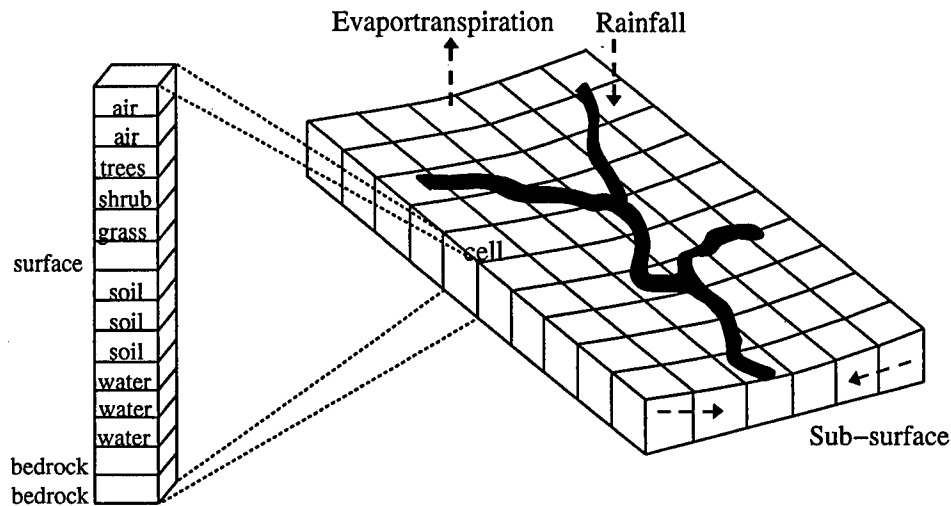 Evaportranspiration
Rainfall
air
air
trees
shrub
grass
surface
soil
soil
soil
water
water
water
bedrock
bedrock
cell
Sub-surface